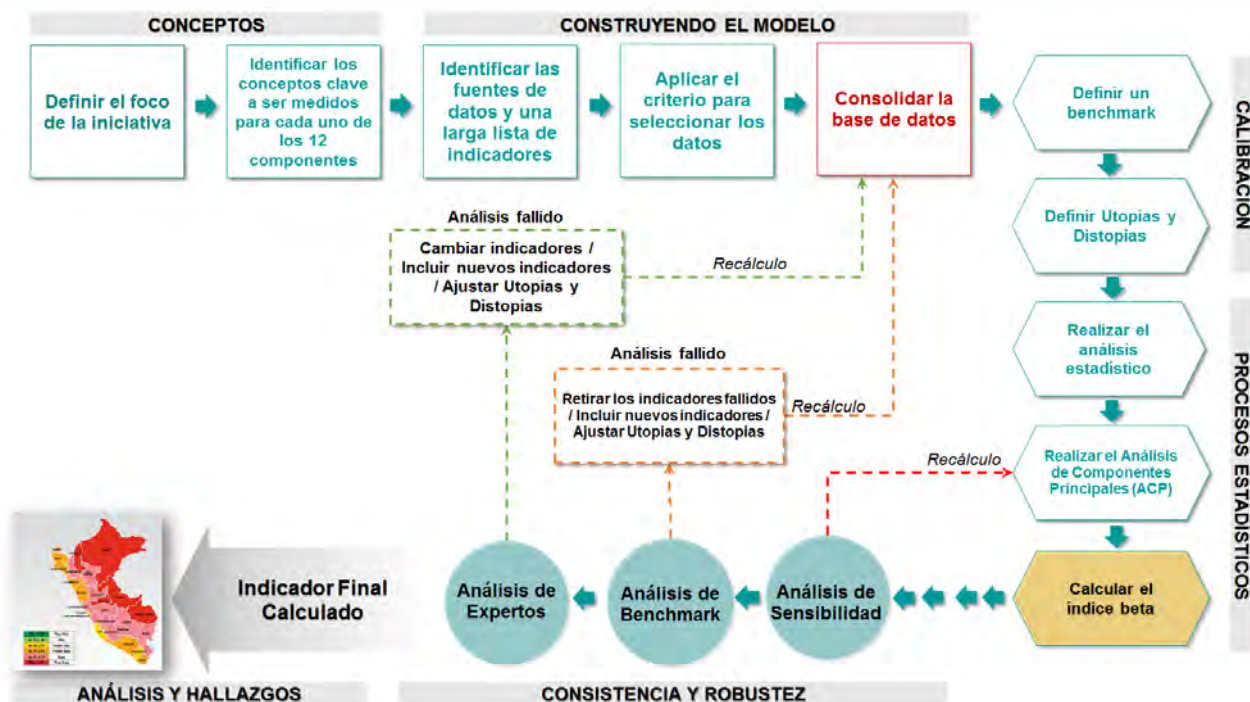 CONCEPTOS
CONSTRUYENDO EL MODELO
Definir el foco
de la iniciativa
Identificar los
conceptos clave
a ser medidos
para cada uno de
los 12
componentes
Identificar las
fuentes de
datos y una
larga lista de
indicadores
Aplicar el
criterio para
seleccionar los
datos
Consolidar la
base de datos
Definir un
benchmark
CALIBRACION
Definir Utopias y
Distopias
Realizar el
análisis
estadístico
Realizar el Análisis
de Componentes
Principales (ACP)
Calcular el
indice beta
PROCESOS ESTADISTICOS
Análisis fallido
Cambiar indicadores /
Incluir nuevos indicadores
/ Ajustar Utopias y
Distopias
Recálculo
Análisis fallido
Retirar los indicadores fallidos
/ Incluir nuevos indicadores /
Ajustar Utopias y Distopias
Recálculo
Recálculo
Análisis de
Sensibilidad
Análisis de
Benchmark
Análisis de
Expertos
Indicador Final
Calculado
ANÁLISIS Y HALLAZGOS
CONSISTENCIA Y ROBUSTEZ